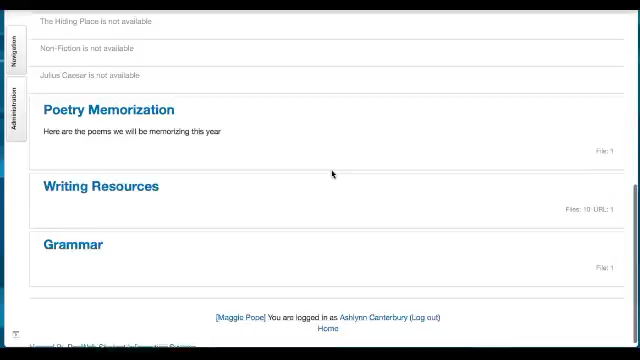 The Hiding Place is not available
Non-Fiction is not available
Julius Caesar is not available
Navigation
Administration
Poetry Memorization
Here are the poems we will be memorizing this year
File: 1
Writing Resources
Files: 10 URL: 1
Grammar
File: 1
[Maggie Pope] You are logged in as Ashlynn Canterbury (Log out)
Home